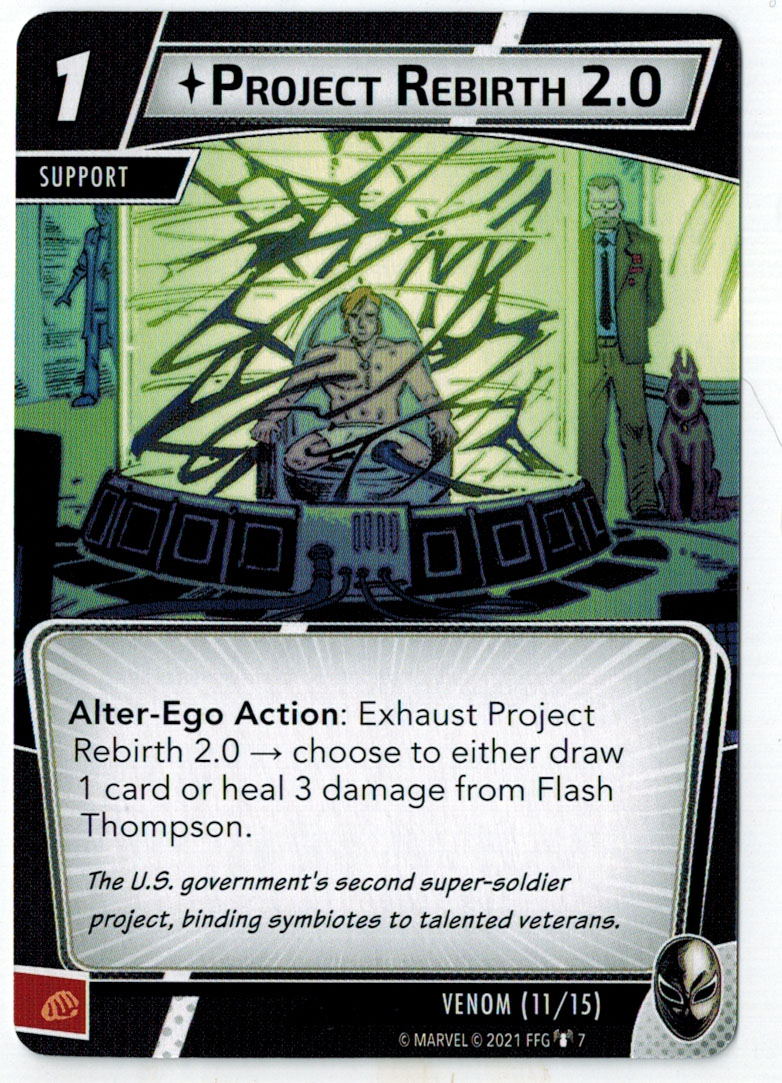 1
PROJECT REBIRTH 2.0
SUPPORT
Alter-Ego Action: Exhaust Project
Rebirth 2.0 → choose to either draw
1 card or heal 3 damage from Flash
Thompson.
The U.S. government's second super-soldier
project, binding symbiotes to talented veterans.
VENOM (11/15)
© MARVEL © 2021 FFG 7